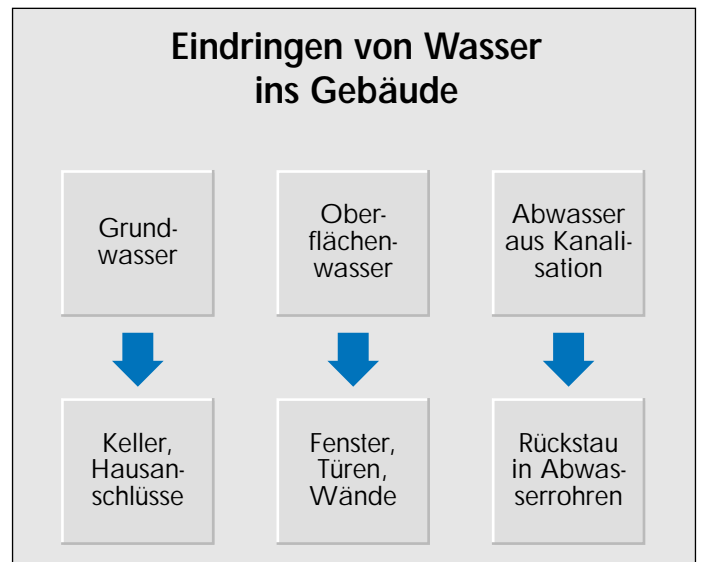 Eindringen von Wasser
ins Gebäude
Grund-
wasser
Ober-
flächen-
wasser
Abwasser
aus Kanali-
sation
Keller,
Hausan-
schlüsse
Fenster,
Türen,
Wände
Rückstau
in Abwas-
serrohren